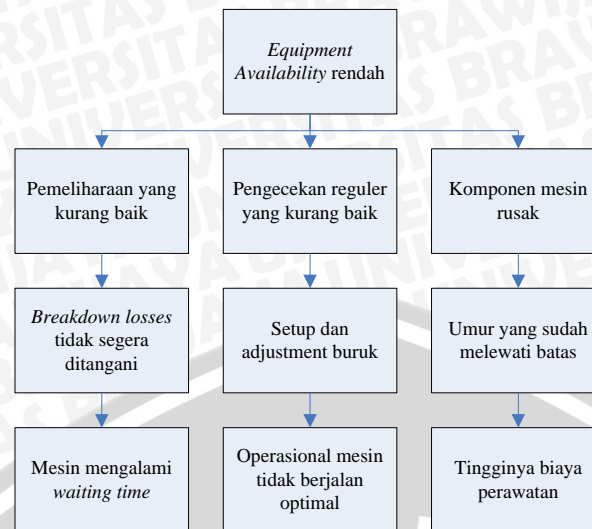 Equipment
Availability rendah
Pemeliharaan yang
kurang baik
Pengecekan reguler
yang kurang baik
Komponen mesin
rusak
Breakdown losses
tidak segera
ditangani
Setup dan
adjustment buruk
Umur yang sudah
melewati batas
Mesin mengalami
waiting time
Operasional mesin
tidak berjalan
optimal
Tingginya biaya
perawatan